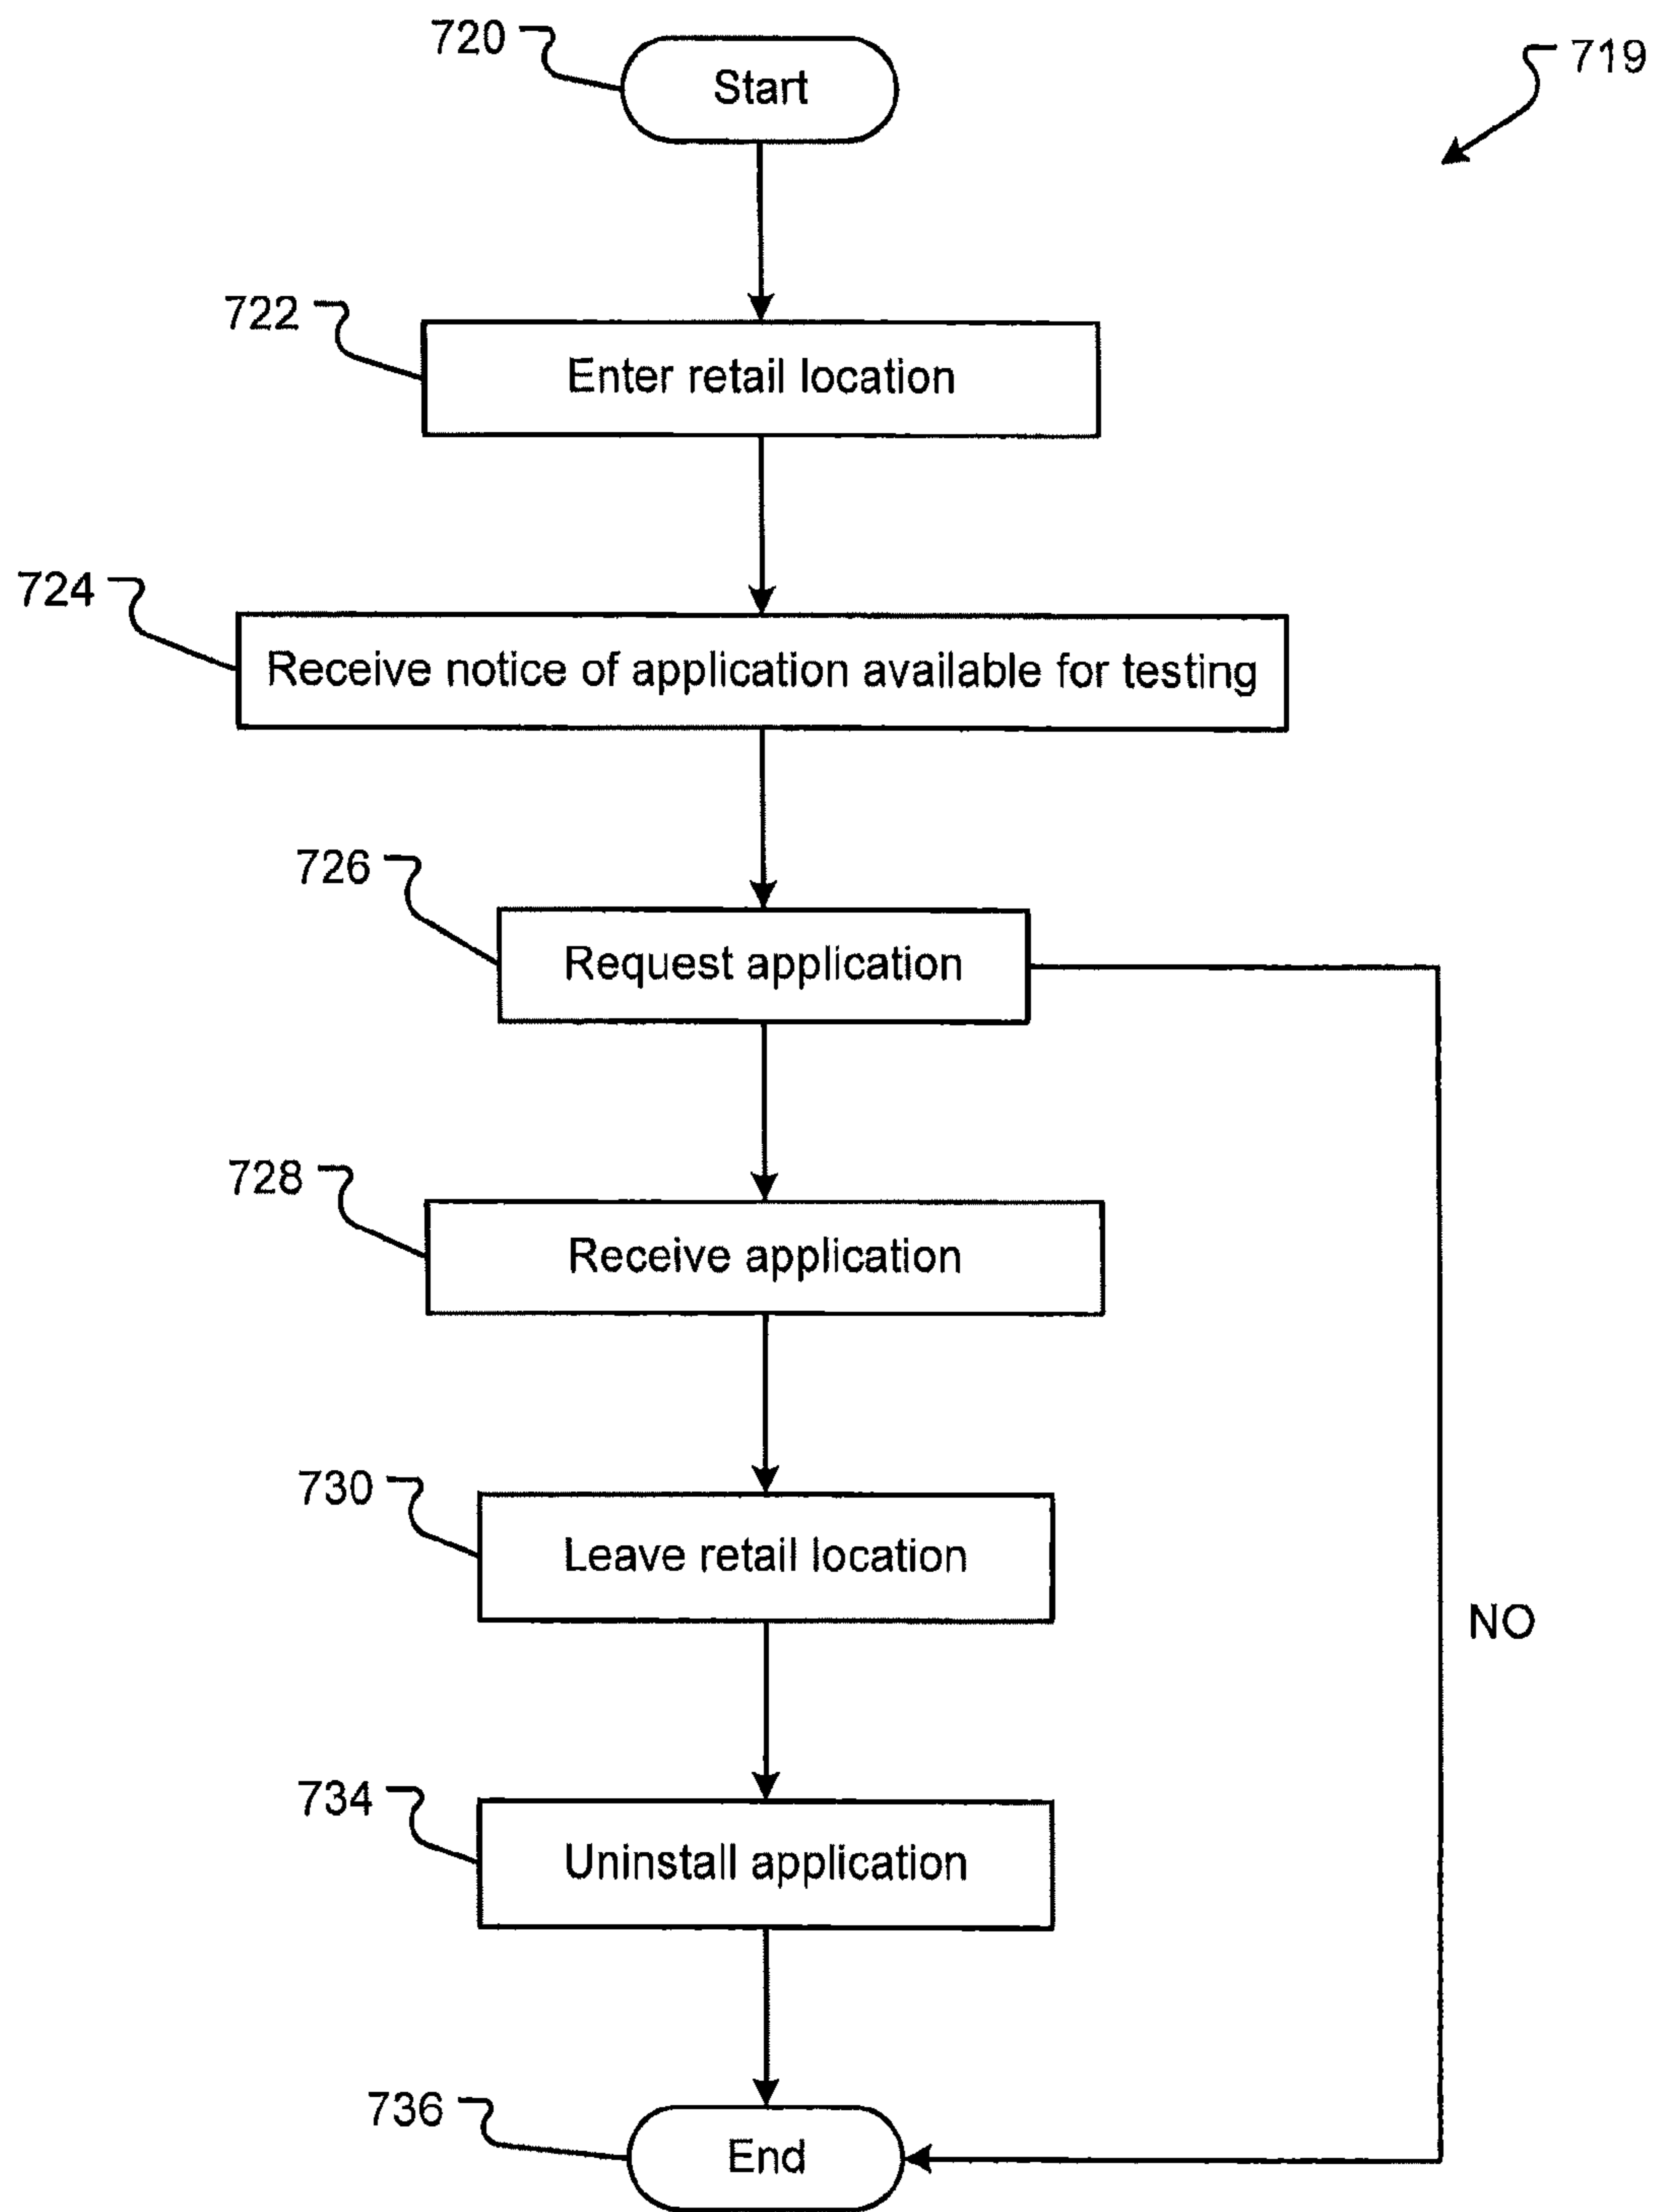 720
Start
719
722
Enter retail location
724
Receive notice of application available for testing
726
Request application
728
Receive application
730
Leave retail location
NO
734
Uninstall application
736
End